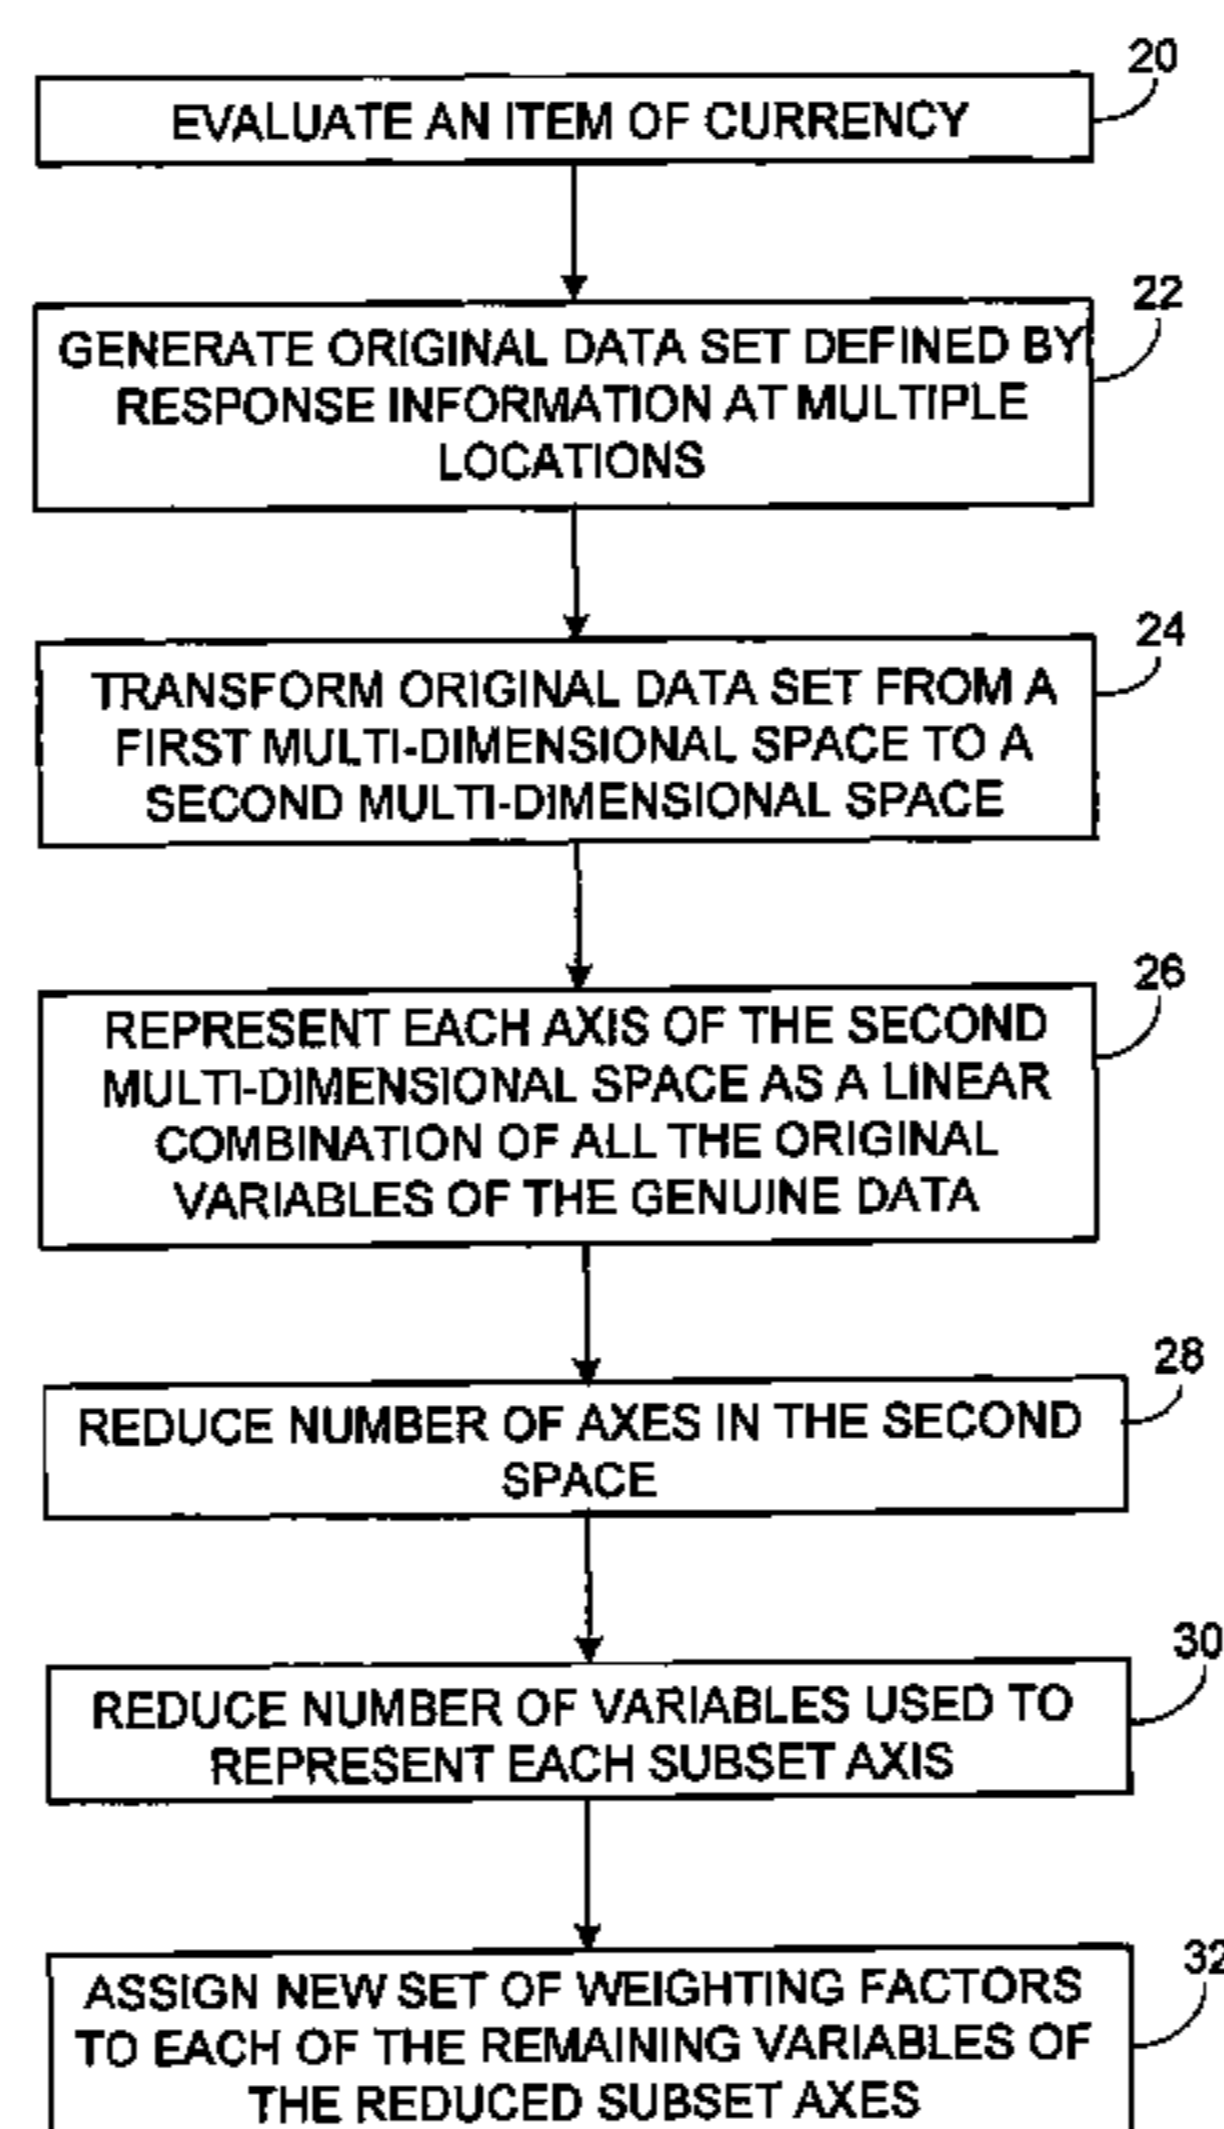 20
EVALUATE AN ITEM OF CURRENCY
22
GENERATE ORIGINAL DATA SET DEFINED BY
RESPONSE INFORMATION AT MULTIPLE
LOCATIONS
24
TRANSFORM ORIGINAL DATA SET FROM A
FIRST MULTI-DIMENSIONAL SPACE TO A
SECOND MULTI-DIMENSIONAL SPACE
26
REPRESENT EACH AXIS OF THE SECOND
MULTI-DIMENSIONAL SPACE AS A LINEAR
COMBINATION OF ALL THE ORIGINAL
VARIABLES OF THE GENUINE DATA
28
REDUCE NUMBER OF AXES IN THE SECOND
SPACE
30
REDUCE NUMBER OF VARIABLES USED TO
REPRESENT EACH SUBSET AXIS
32
ASSIGN NEW SET OF WEIGHTING FACTORS
TO EACH OF THE REMAINING VARIABLES OF
THE REDUCED SUBSET AXES